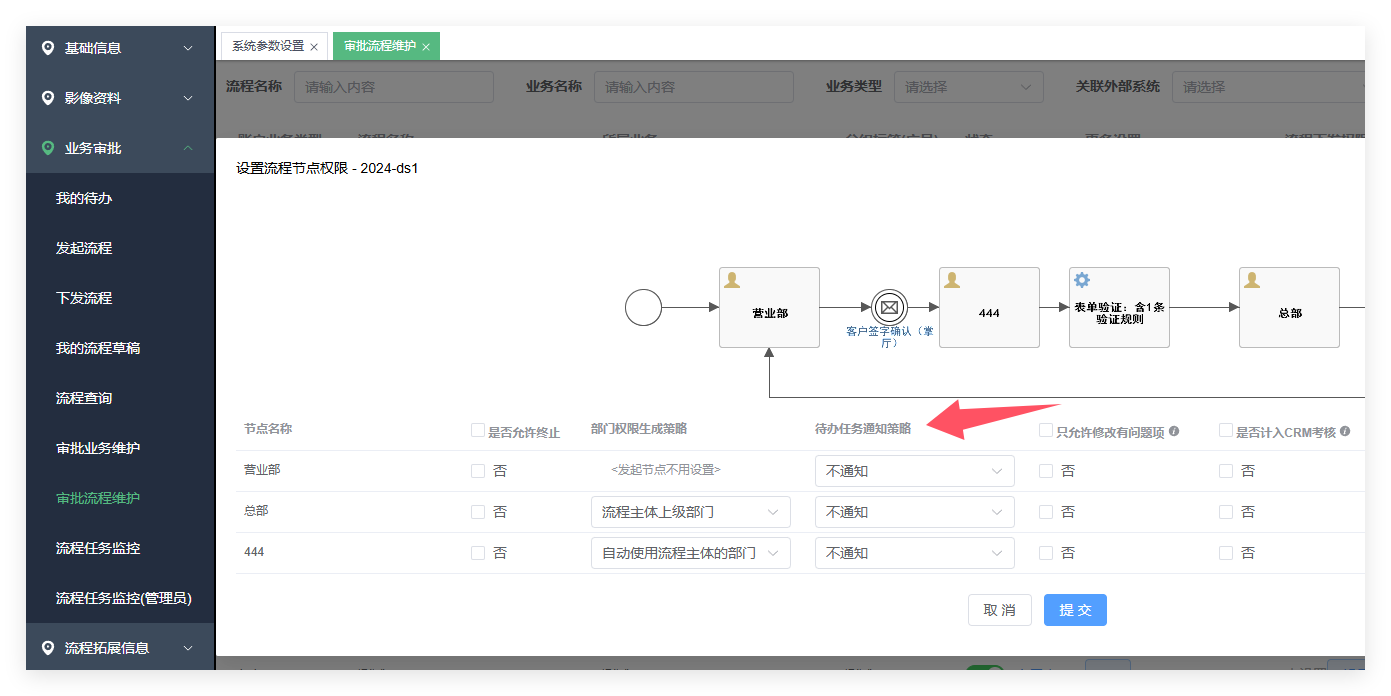 基础信息
影像资料
业务审批
我的待办
发起流程
下发流程
我的流程草稿
流程查询
审批业务维护
审批流程维护
流程任务监控
流程任务监控(管理员)
流程拓展信息
系统参数设置 × 审批流程维护 ×
流程名称 请输入内容 业务名称 请输入内容 业务类型 请选择 关联外部系统 请选择
设置流程节点权限 - 2024-ds1
营业部
客户签字确认（掌
厅）
444
表单验证：含1条
验证规则
总部
节点名称 是否允许终止 部门权限生成策略 待办任务通知策略 只允许修改有问题项 是否计入CRM考核
营业部 否 <发起节点不用设置> 不通知 否 否
总部 否 流程主体上级部门 不通知 否 否
444 否 自动使用流程主体的部门 不通知 否 否
取 消 提 交